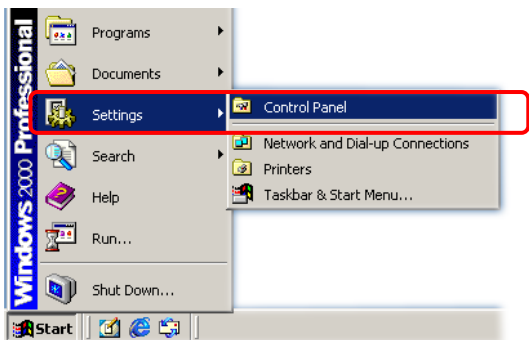 Windows 2000 Professional
Programs
Documents
Settings
Search
Help
Run...
Shut Down...
Control Panel
Network and Dial-up Connections
Printers
Taskbar & Start Menu...
Start